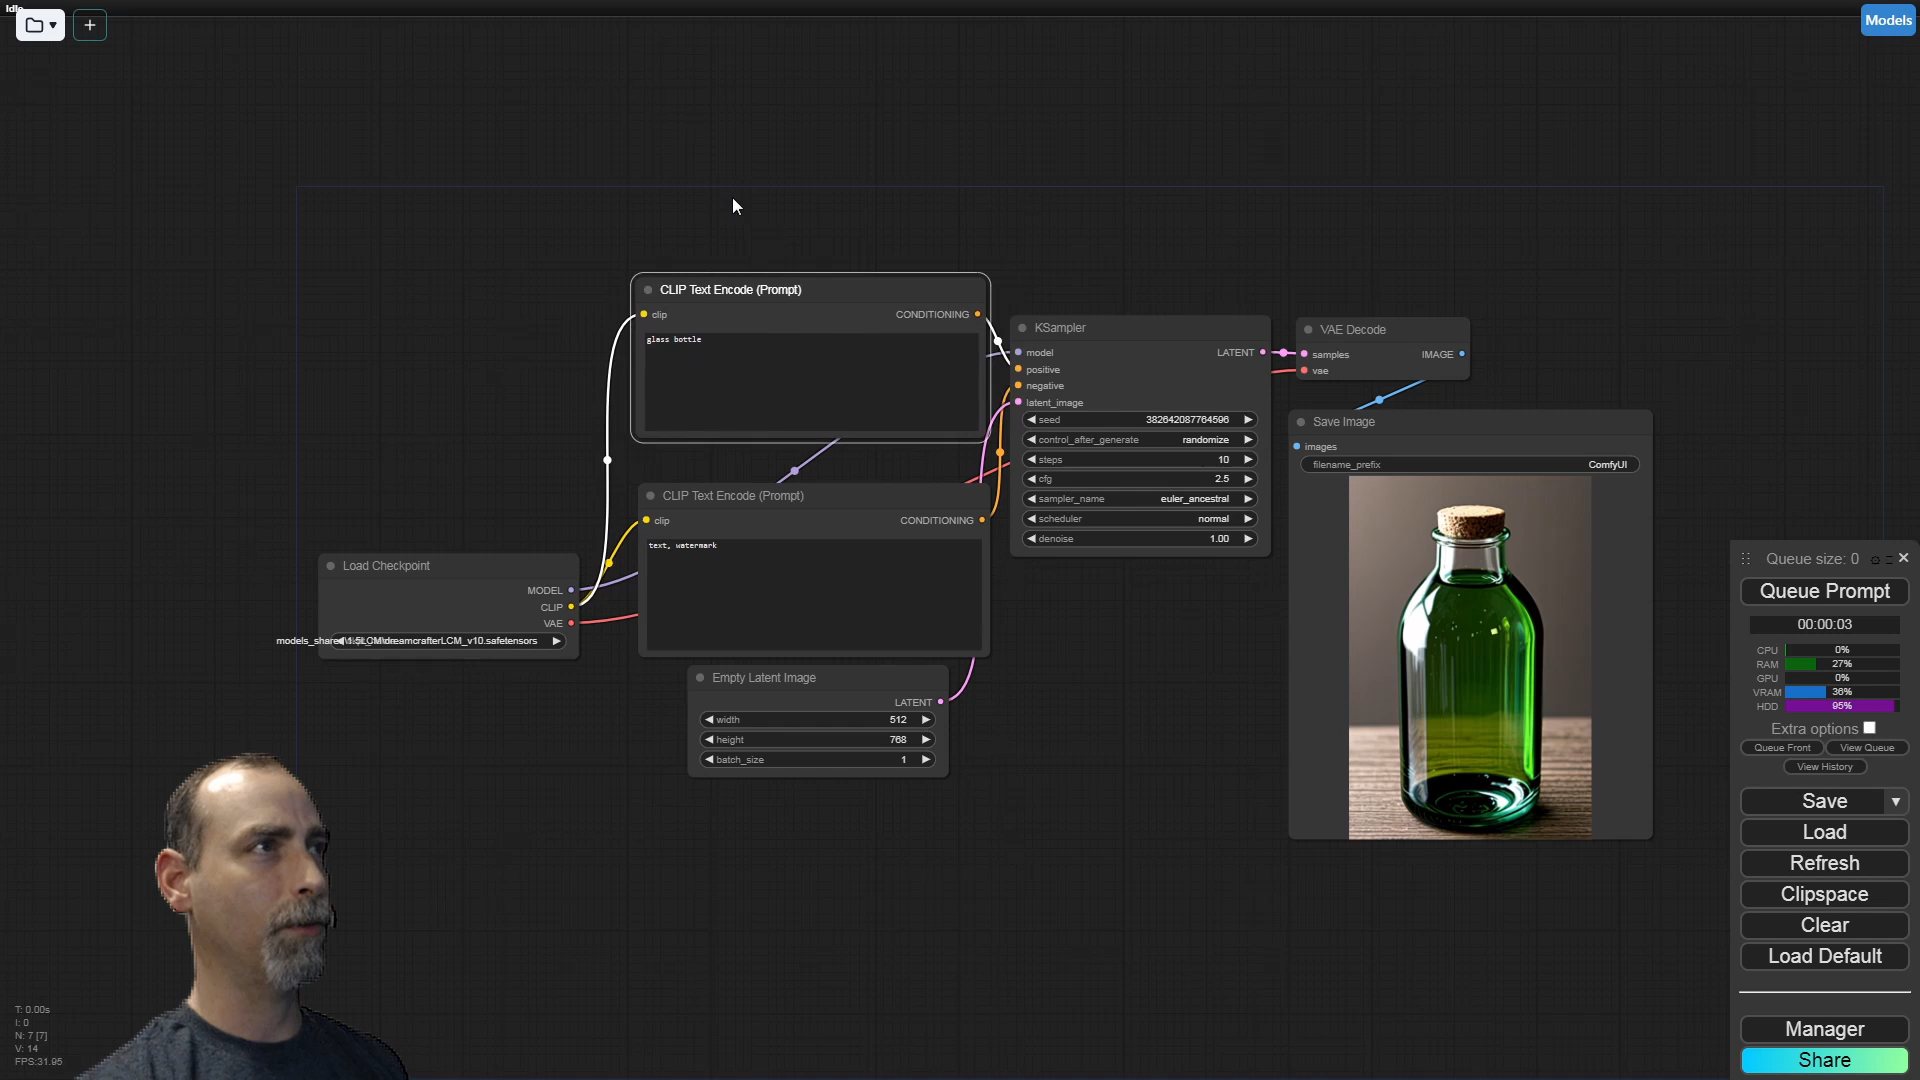 Idle
Models
CLIP Text Encode (Prompt)
clip
CONDITIONING
glass bottle
KSampler
model
LATENT
positive
negative
latent_image
seed 382642087764596
control_after_generate randomize
steps 10
cfg 2.5
sampler_name euler_ancestral
scheduler normal
denoise 1.00
VAE Decode
samples
IMAGE
vae
Save Image
images
filename_prefix ComfyUI
CLIP Text Encode (Prompt)
clip
CONDITIONING
text, watermark
Load Checkpoint
MODEL
CLIP
VAE
dreamcrafterLCM_v10.safetensors
Empty Latent Image
LATENT
width 512
height 768
batch_size 1
Queue size: 0
Queue Prompt
00:00:03
CPU 0%
RAM 27%
GPU 0%
VRAM 36%
HDD 95%
Extra options
Queue Front View Queue
View History
Save
Load
Refresh
Clipspace
Clear
Load Default
Manager
Share
T: 0.00s
I: 0
N: 7 [7]
V: 14
FPS:31.95